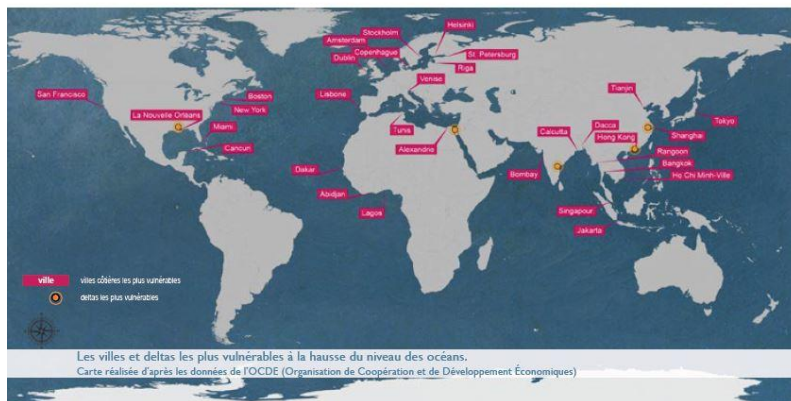 Helsinki
Stockholm
Amsterdam
Copenhague
St. Petersburg
Dublin
Riga
Venise
Tianjin
San Francisco
Boston
Lisbone
La Nouvelle Orléans
New York
Tokyo
Miami
Tunis
Calcutta
Dacca
Hong Kong
Shanghai
Cancun
Alexandrie
Rangoon
Bangkok
Dakar
Bombay
Ho Chi Minh-Ville
Abidjan
Lagos
Singapour
Jakarta
ville villes côtières les plus vulnérables
deltas les plus vulnérables
Les villes et deltas les plus vulnérables à la hausse du niveau des océans.
Carte réalisée d'après les données de l'OCDE (Organisation de Coopération et de Développement Économiques)